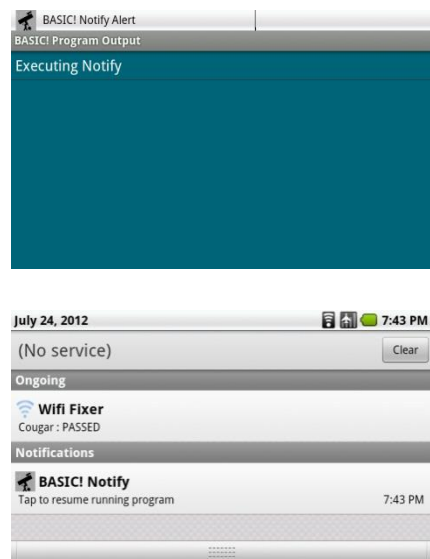 BASIC! Notify Alert
BASIC! Program Output
Executing Notify
July 24, 2012 7:43 PM
(No service) Clear
Ongoing
Wifi Fixer
Cougar : PASSED
Notifications
BASIC! Notify
Tap to resume running program 7:43 PM